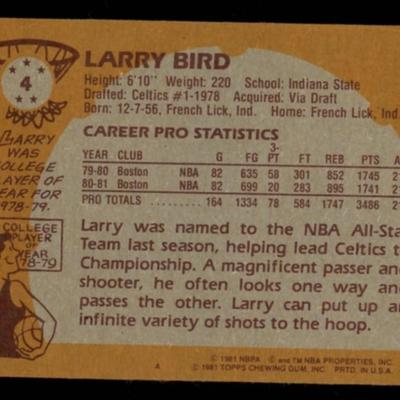 4
LARRY BIRD
Height: 6'10" Weight: 220 School: Indiana State
Drafted: Celtics #1-1978 Acquired: Via Draft
Born: 12-7-56, French Lick, Ind. Home: French Lick, Ind.
CAREER PRO STATISTICS
YEAR CLUB G FG 3-PT FT REB PTS
79-80 Boston NBA 82 635 58 301 852 1745
80-81 Boston NBA 82 699 20 283 895 1741
PRO TOTALS 164 1334 78 584 1747 3486
LARRY
WAS
COLLEGE
PLAYER OF
YEAR FOR
1978-79.
COLLEGE
PLAYER
OF
YEAR
78-79
Larry was named to the NBA All-Sta
Team last season, helping lead Celtics t
Championship. A magnificent passer an
shooter, he often looks one way and
passes the other. Larry can put up an
infinite variety of shots to the hoop.
A © 1981 NBPA © and ™ NBA PROPERTIES, INC.
© 1981 TOPPS CHEWING GUM, INC. PRTD. IN U.S.A.